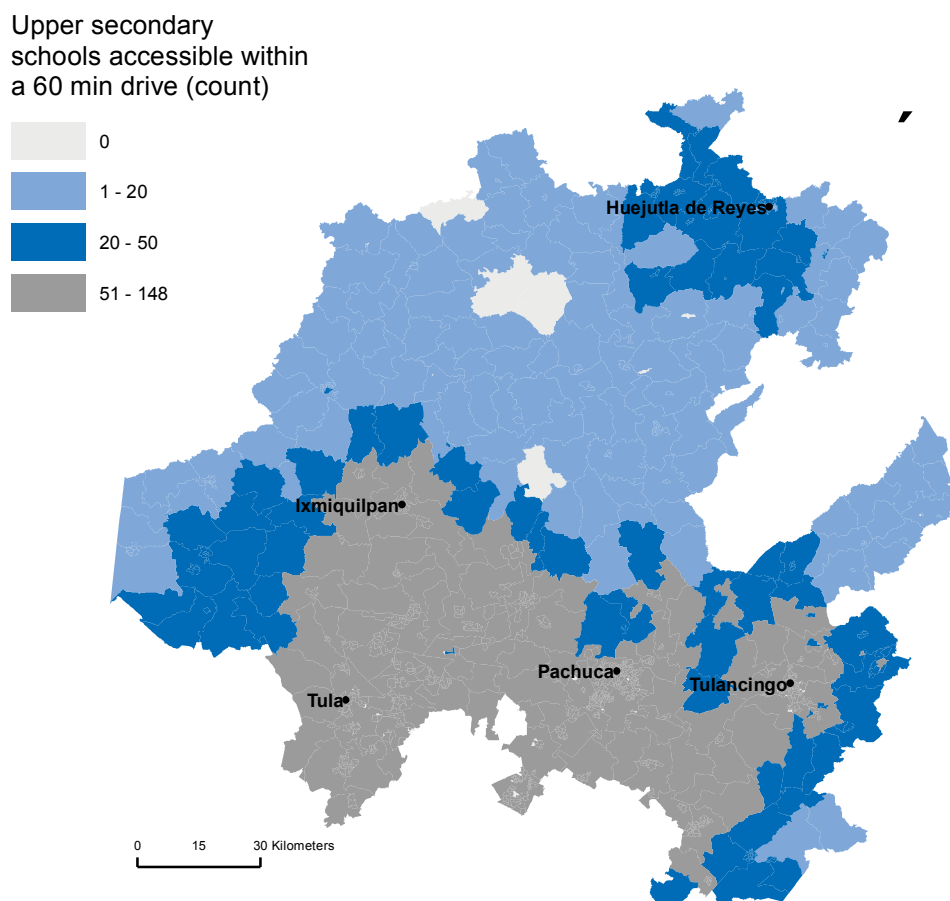 Upper secondary
schools accessible within
a 60 min drive (count)
0
1 - 20
20 - 50
51 - 148
Huejutla de Reyes
Ixmiquilpan
Pachuca
Tulancingo
Tula
0 15 30 Kilometers